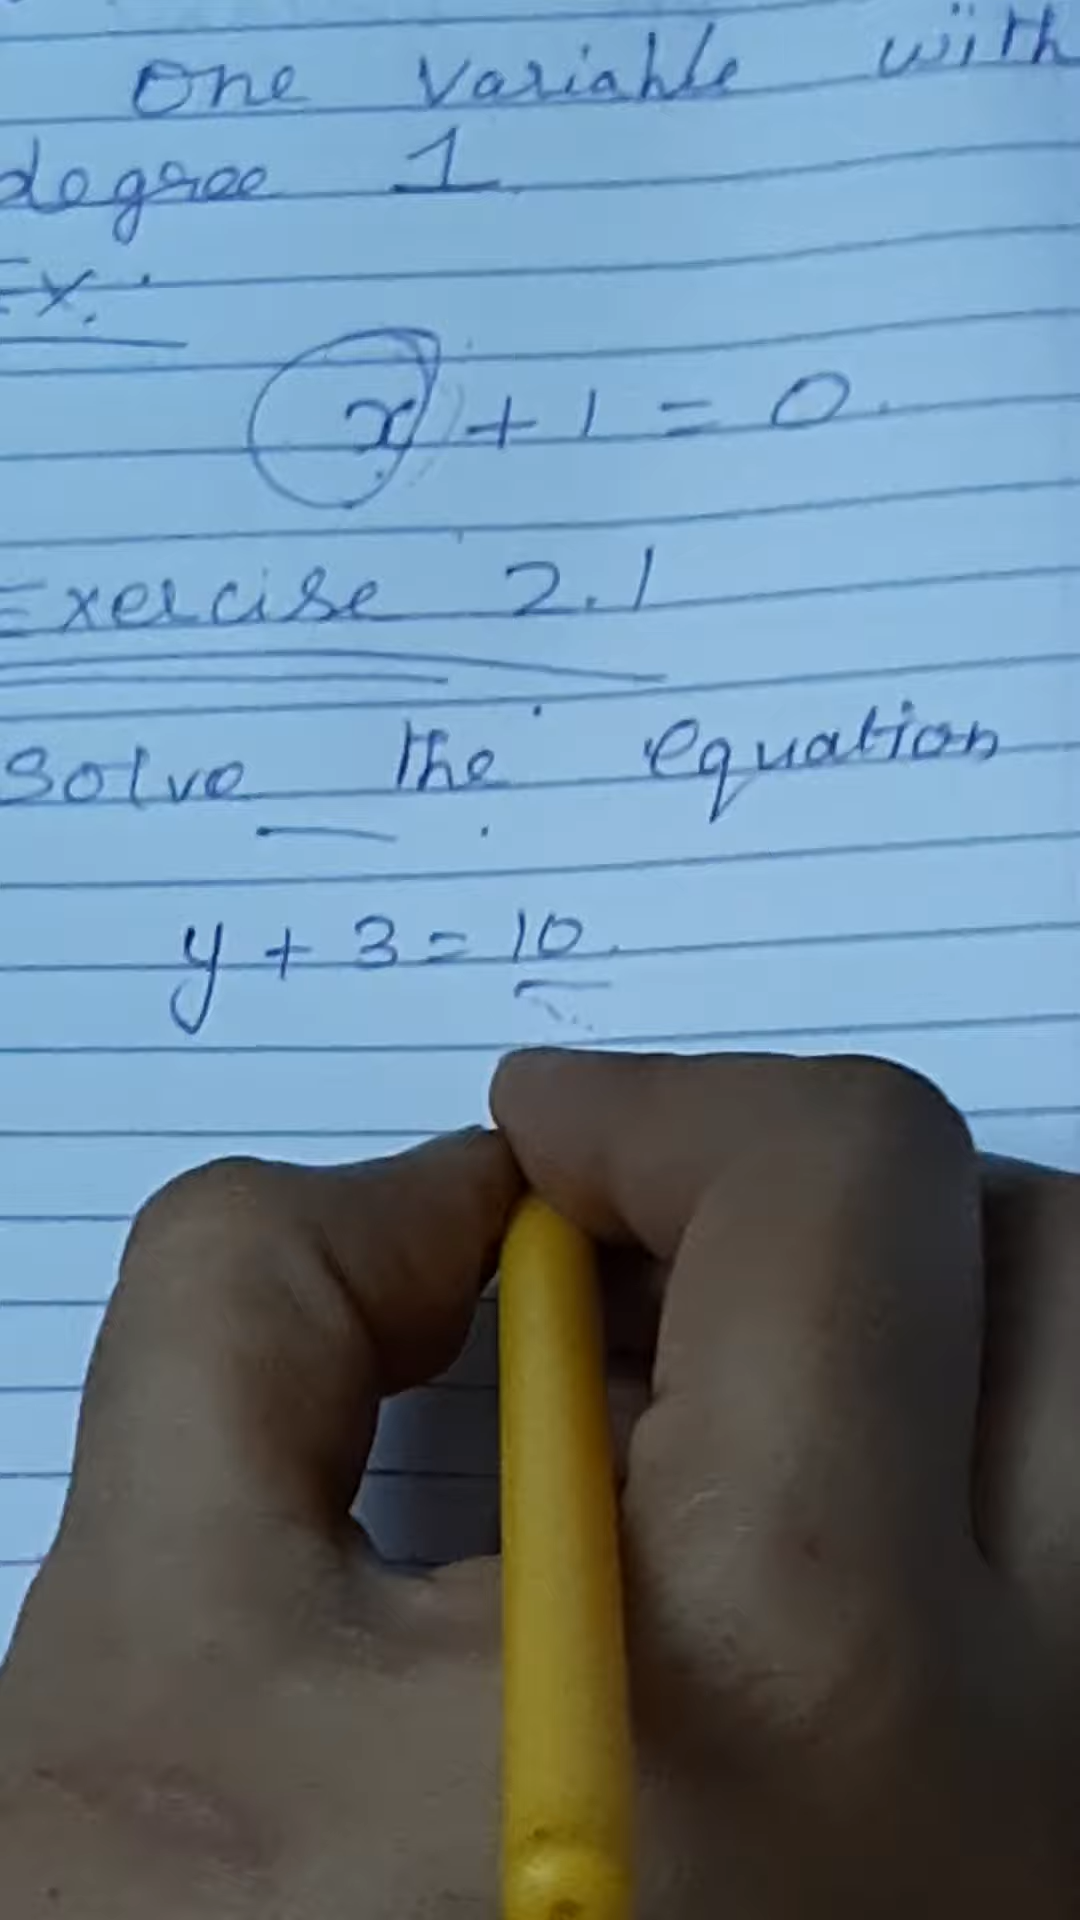 One variable with
degree 1
Ex.
x + 1 = 0.
Exercise 2.1
Solve the equation
y + 3 = 10.